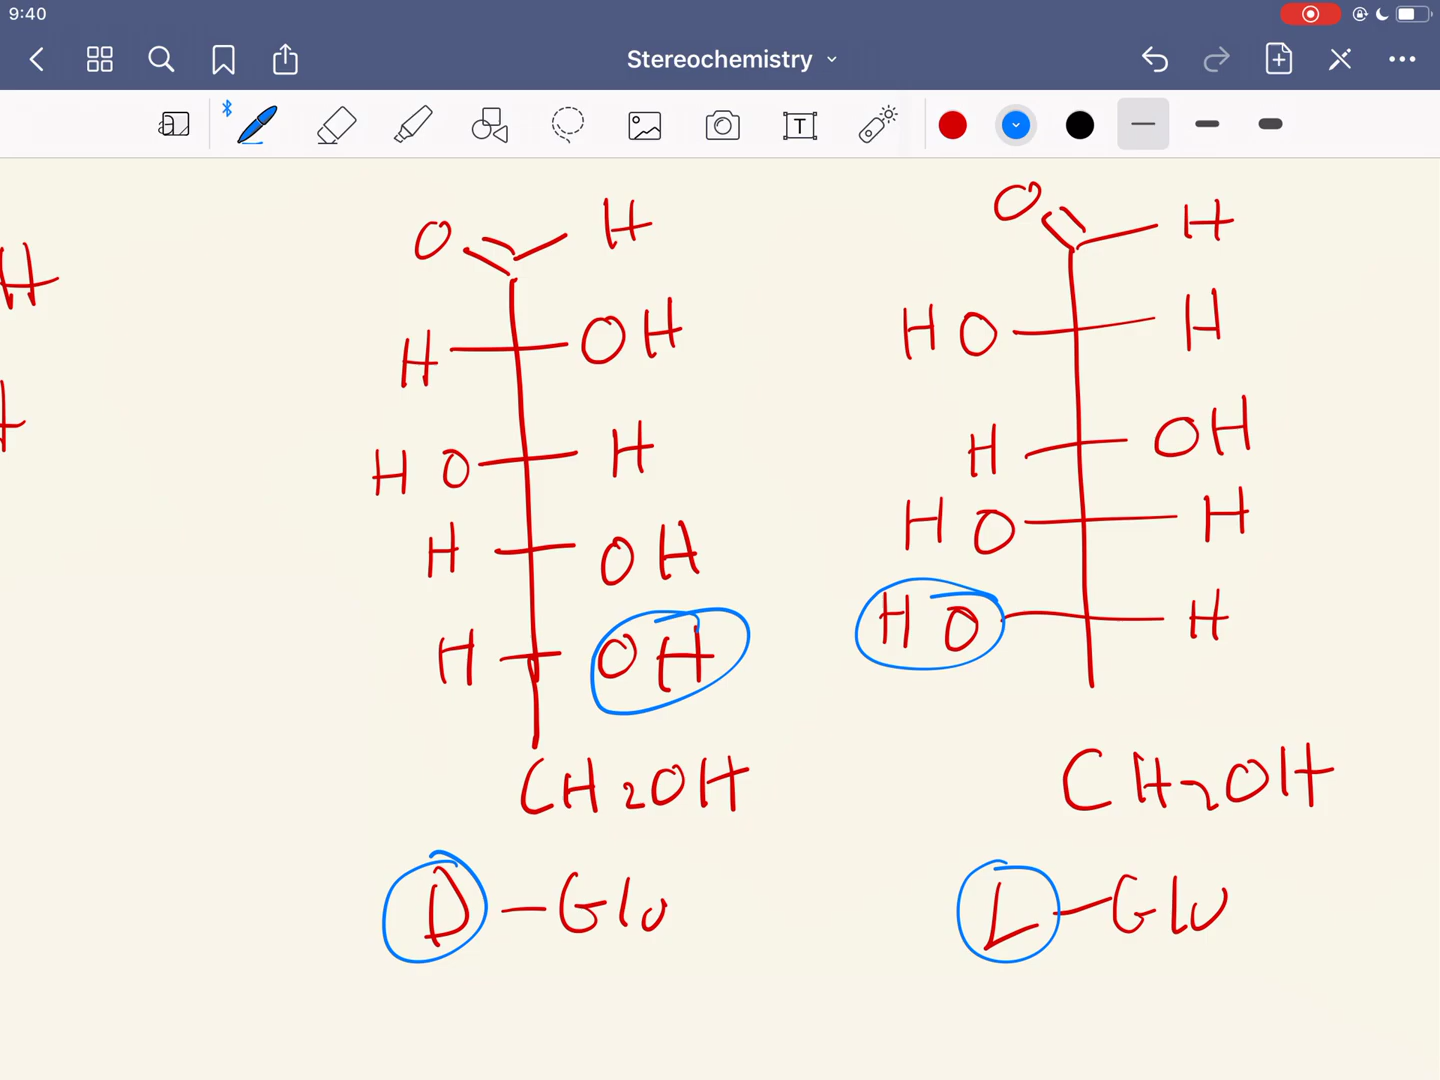 9:40
Stereochemistry
T
O H
H OH
HO H
H OH
H OH
CH2OH
D-Glu
O H
HO H
H OH
HO H
HO H
CH2OH
L-Glu
H